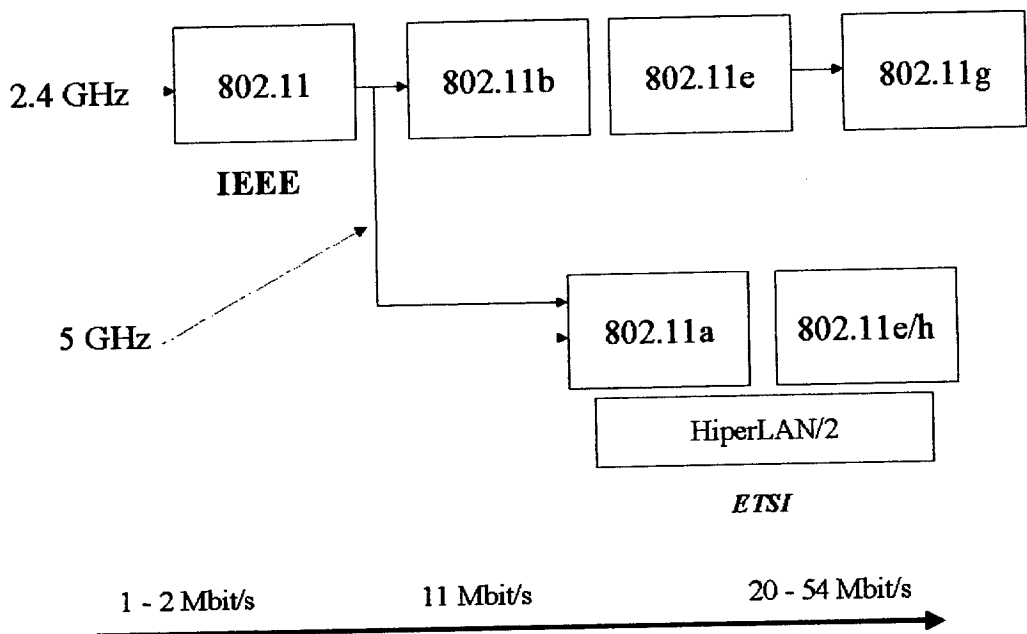 2.4 GHz
802.11
802.11b
802.11e
802.11g
IEEE
5 GHz
802.11a
802.11e/h
HiperLAN/2
ETSI
1 - 2 Mbit/s
11 Mbit/s
20 - 54 Mbit/s